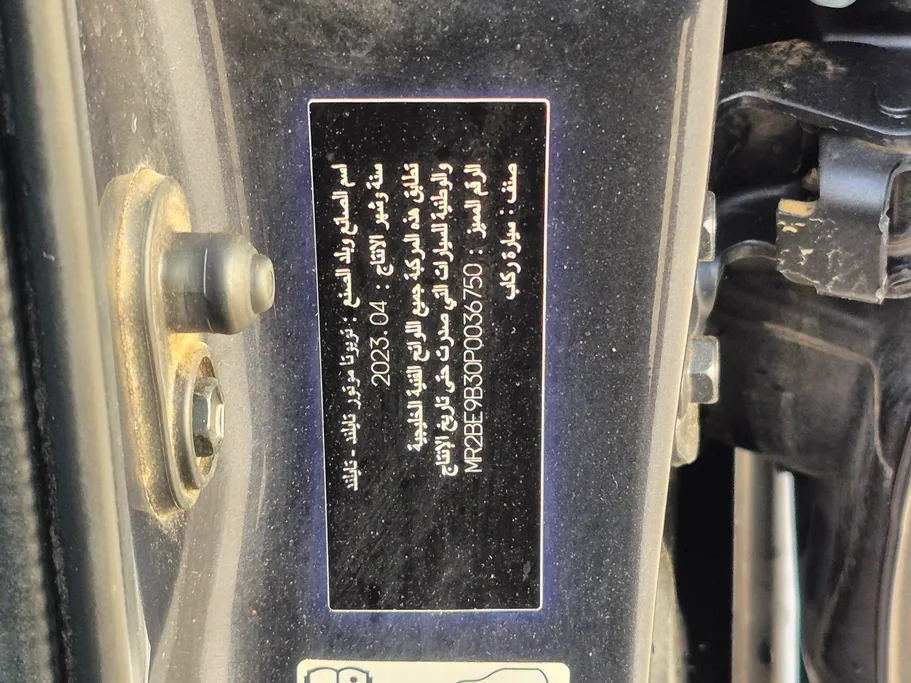 اسم الصانع وبلد الصنع : تويوتا موتور تايلند - تايلند
سنة وشهر الانتاج : 2023.04
تطابق هذه المركبة جميع اللوائح الفنية الخليجية
والوطنية للسيارات التي صدرت حتى تاريخ الإنتاج
الرقم المميز : MR2BE9B30P0036750
صنف : سيارة ركاب